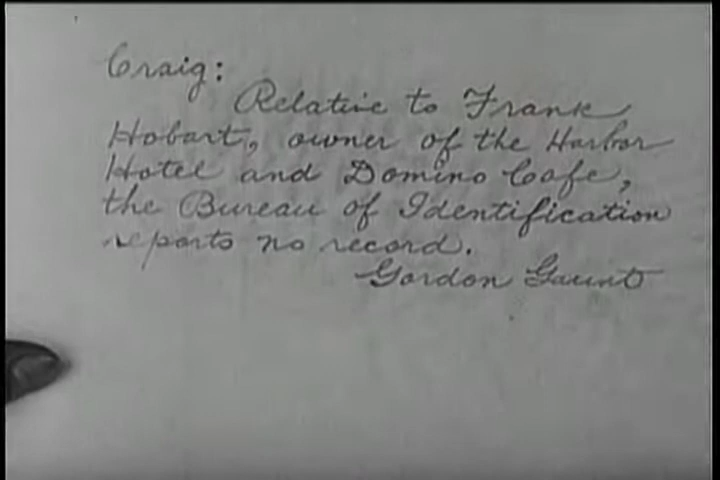 Craig:
Relative to Frank
Hobart, owner of the Harbor
Hotel and Domino Cafe,
the Bureau of Identification
reports no record.
Gordon Gaunt